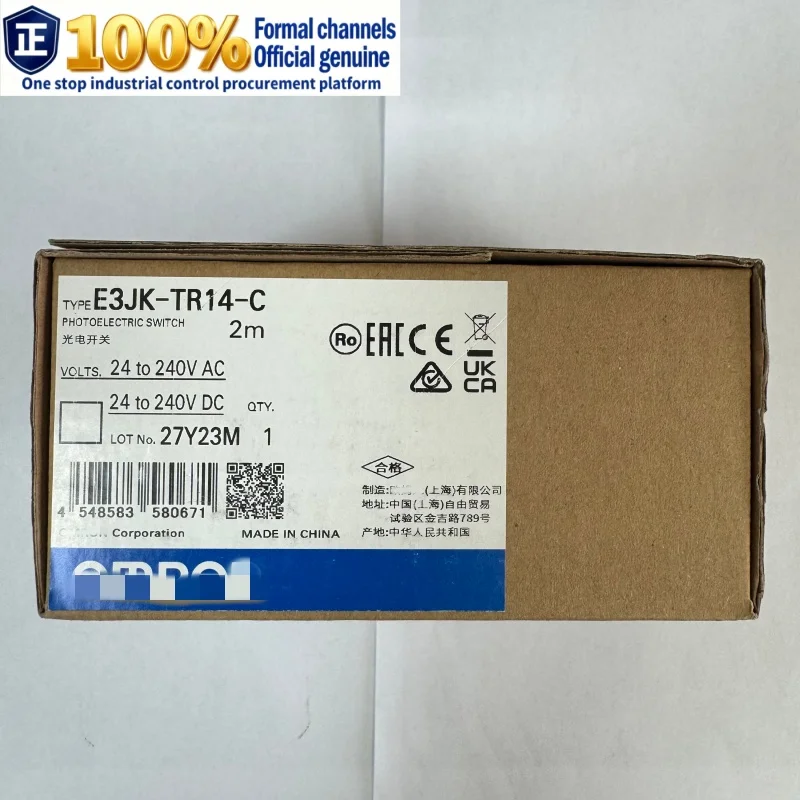 正
100% Formal channels
Official genuine
One stop industrial control procurement platform
TYPE E3JK-TR14-C
PHOTOELECTRIC SWITCH 2m
光电开关
VOLTS. 24 to 240V AC
24 to 240V DC QTY.
LOT No. 27Y23M 1
Ro EAC CE
UK
CA
4 548583 580671
Corporation MADE IN CHINA
合格
制造: (上海)有限公司
地址:中国(上海)自由贸易
试验区金吉路789号
产地:中华人民共和国